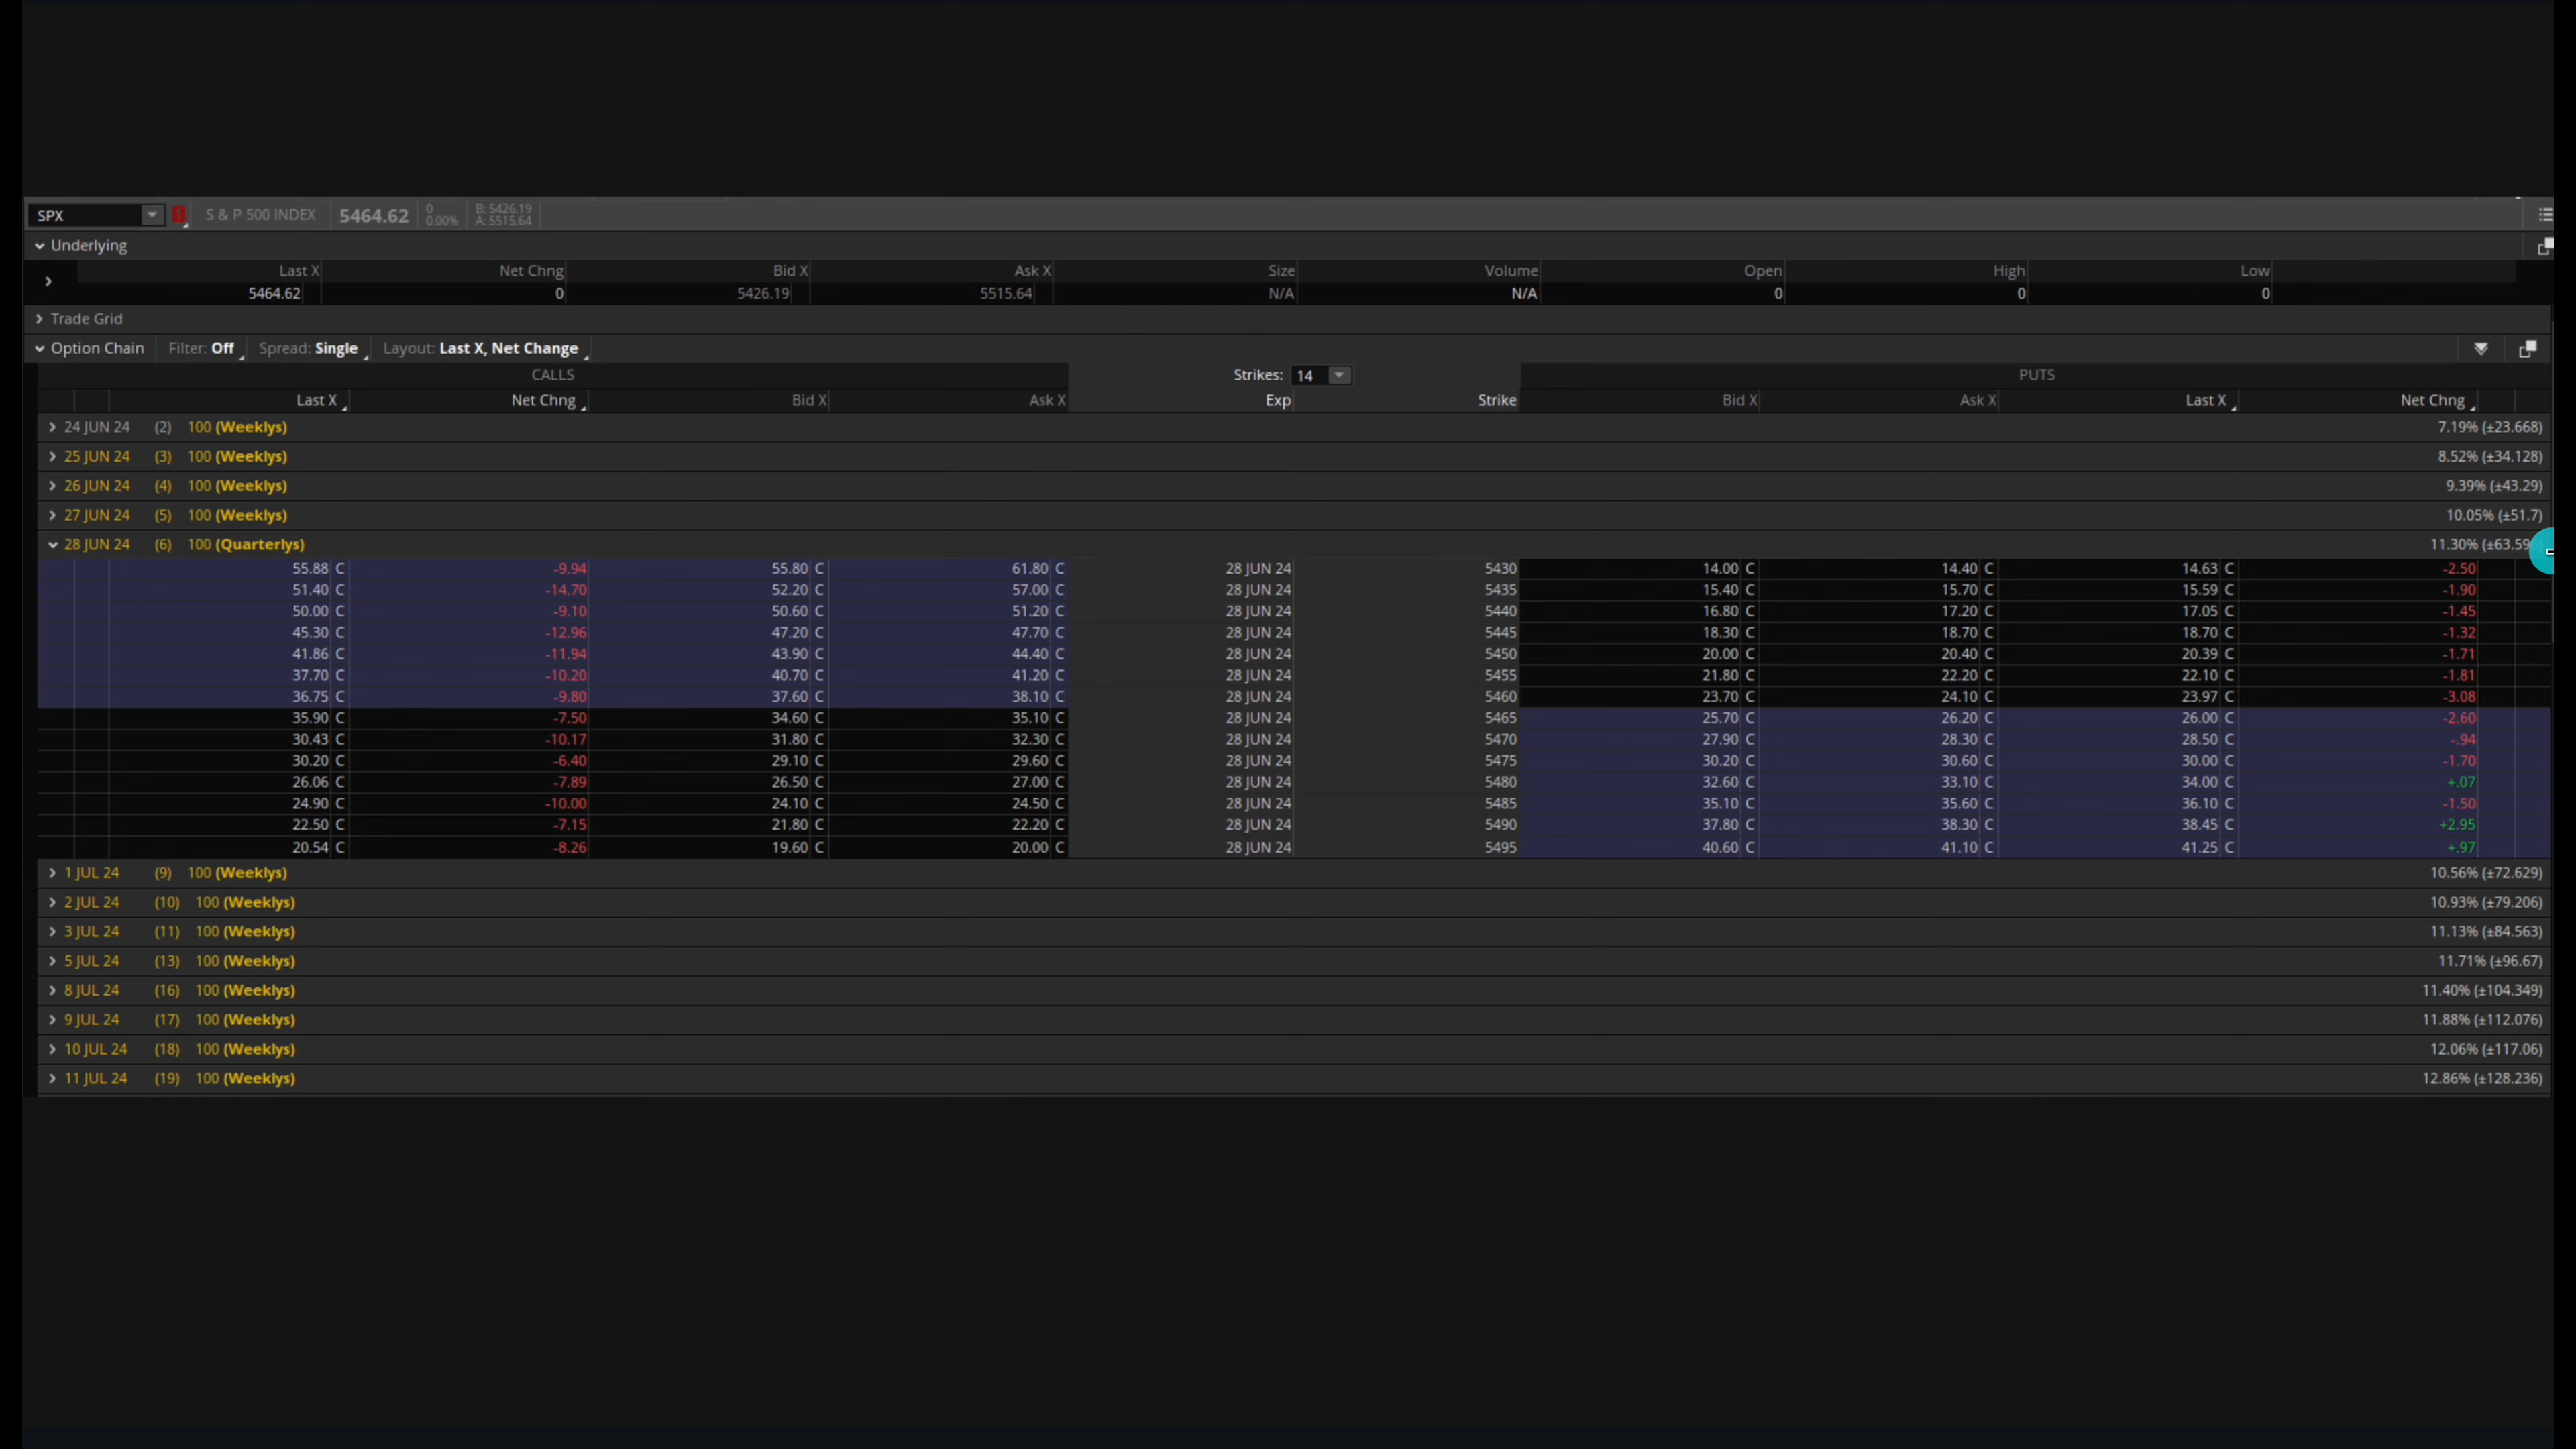 SPX 1 S & P 500 INDEX 5464.62 0 0.00% B: 5426.19 A: 5515.64
Underlying
Last X Net Chng Bid X Ask X Size Volume Open High Low
5464.62 0 5426.19 5515.64 N/A N/A 0 0 0
Trade Grid
Option Chain Filter: Off Spread: Single Layout: Last X, Net Change
CALLS Strikes: 14 PUTS
Last X Net Chng Bid X Ask X Exp Strike Bid X Ask X Last X Net Chng
24 JUN 24 (2) 100 (Weeklys) 7.19% (±23.668)
25 JUN 24 (3) 100 (Weeklys) 8.52% (±34.128)
26 JUN 24 (4) 100 (Weeklys) 9.39% (±43.29)
27 JUN 24 (5) 100 (Weeklys) 10.05% (±51.7)
28 JUN 24 (6) 100 (Quarterlys) 11.30%
55.88 C -9.94 55.80 C 61.80 C 28 JUN 24 5430 14.00 C 14.40 C 14.63 C -2.50
51.40 C -14.70 52.20 C 57.00 C 28 JUN 24 5435 15.40 C 15.70 C 15.59 C -1.90
50.00 C -9.10 50.60 C 51.20 C 28 JUN 24 5440 16.80 C 17.20 C 17.05 C -1.45
45.30 C -12.96 47.20 C 47.70 C 28 JUN 24 5445 18.30 C 18.70 C 18.70 C -1.32
41.86 C -11.94 43.90 C 44.40 C 28 JUN 24 5450 20.00 C 20.40 C 20.39 C -1.71
37.70 C -10.20 40.70 C 41.20 C 28 JUN 24 5455 21.80 C 22.20 C 22.10 C -1.81
36.75 C -9.80 37.60 C 38.10 C 28 JUN 24 5460 23.70 C 24.10 C 23.97 C -3.08
35.90 C -7.50 34.60 C 35.10 C 28 JUN 24 5465 25.70 C 26.20 C 26.00 C -2.60
30.43 C -10.17 31.80 C 32.30 C 28 JUN 24 5470 27.90 C 28.30 C 28.50 C -.94
30.20 C -6.40 29.10 C 29.60 C 28 JUN 24 5475 30.20 C 30.60 C 30.00 C -1.70
26.06 C -7.89 26.50 C 27.00 C 28 JUN 24 5480 32.60 C 33.10 C 34.00 C +.07
24.90 C -10.00 24.10 C 24.50 C 28 JUN 24 5485 35.10 C 35.60 C 36.10 C -1.50
22.50 C -7.15 21.80 C 22.20 C 28 JUN 24 5490 37.80 C 38.30 C 38.45 C +2.95
20.54 C -8.26 19.60 C 20.00 C 28 JUN 24 5495 40.60 C 41.10 C 41.25 C +.97
1 JUL 24 (9) 100 (Weeklys) 10.56% (±72.629)
2 JUL 24 (10) 100 (Weeklys) 10.93% (±79.206)
3 JUL 24 (11) 100 (Weeklys) 11.13% (±84.563)
5 JUL 24 (13) 100 (Weeklys) 11.71% (±96.67)
8 JUL 24 (16) 100 (Weeklys) 11.40% (±104.349)
9 JUL 24 (17) 100 (Weeklys) 11.88% (±112.076)
10 JUL 24 (18) 100 (Weeklys) 12.06% (±117.06)
11 JUL 24 (19) 100 (Weeklys) 12.86% (±128.236)